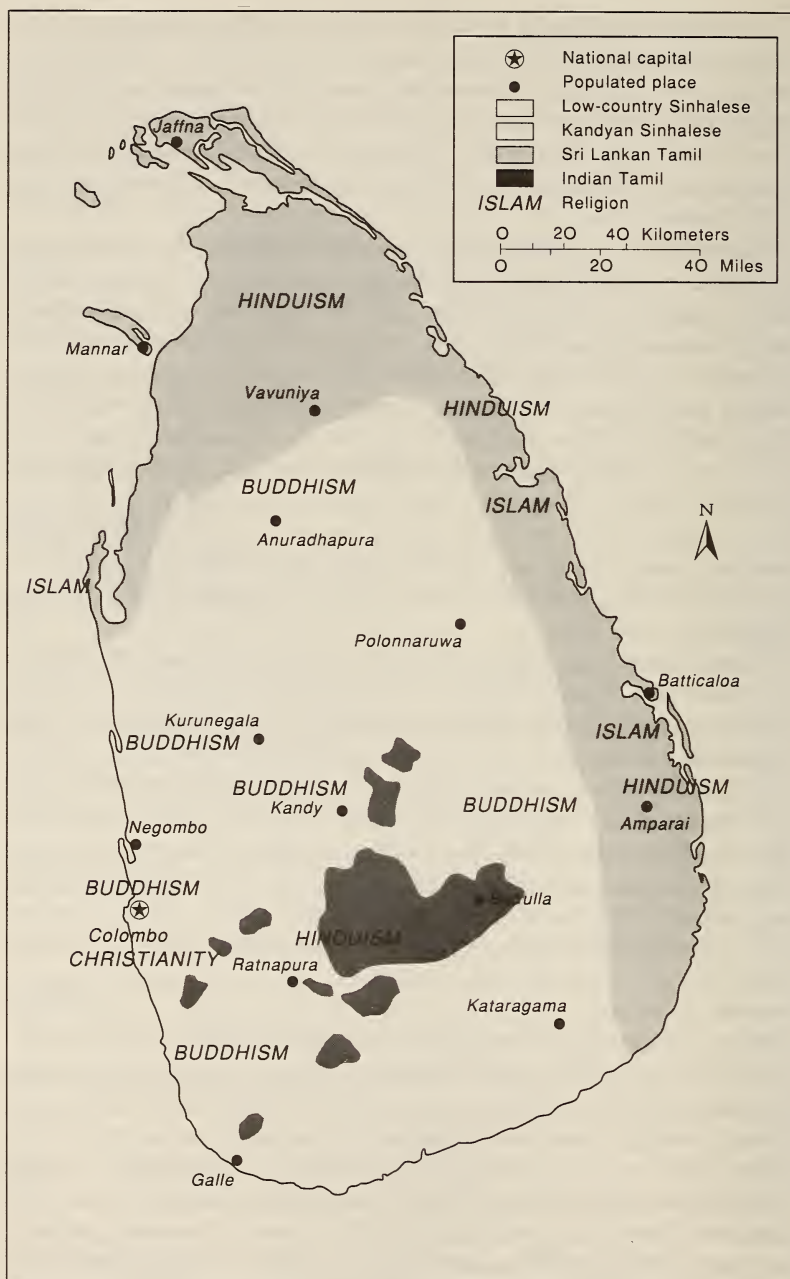 National capital
Populated place
Low-country Sinhalese
Kandyan Sinhalese
Sri Lankan Tamil
Indian Tamil
ISLAM Religion
0 20 40 Kilometers
0 20 40 Miles
Jaffna
HINDUISM
Mannar
Vavuniya
HINDUISM
BUDDHISM
ISLAM
N
Anuradhapura
ISLAM
Polonnaruwa
Batticaloa
Kurunegala
ISLAM
BUDDHISM
BUDDHISM
HINDUISM
Kandy
BUDDHISM
Amparai
Negombo
BUDDHISM
Badulla
Colombo
HINDUISM
CHRISTIANITY
Ratnapura
Kataragama
BUDDHISM
Galle